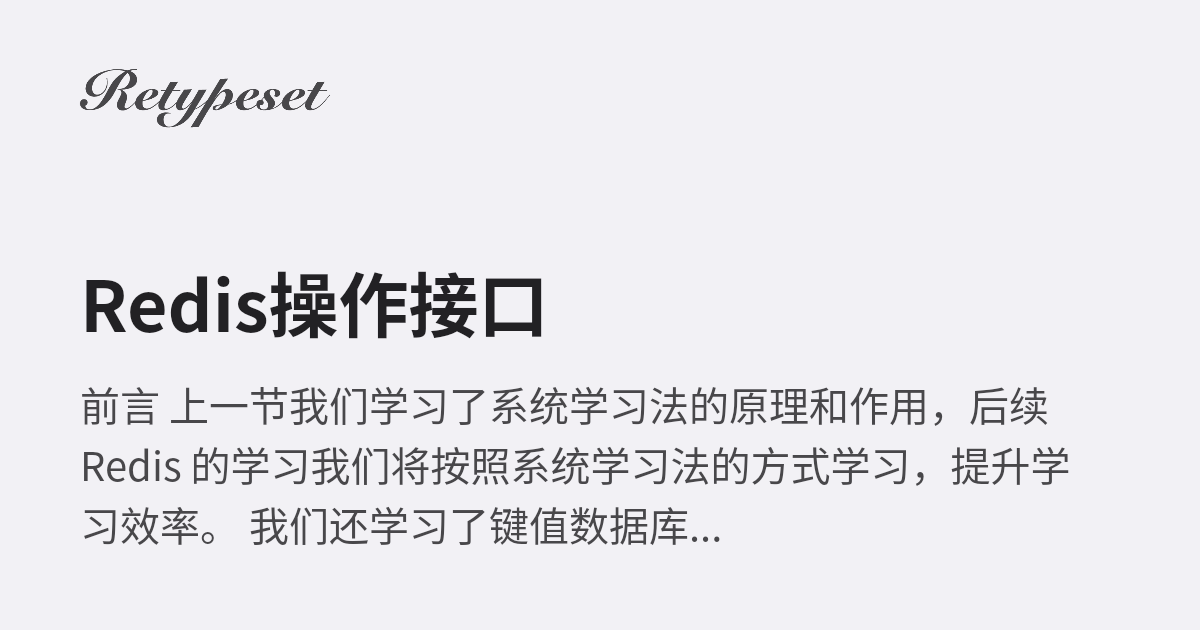 Retypeset
Redis操作接口
前言 上一节我们学习了系统学习法的原理和作用，后续
Redis 的学习我们将按照系统学习法的方式学习，提升学
习效率。 我们还学习了键值数据库...